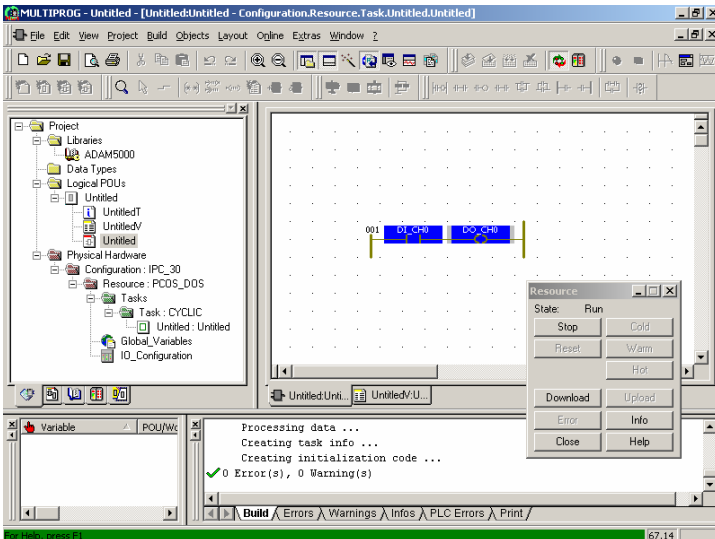 MULTIPROG - Untitled - [Untitled:Untitled - Configuration.Resource.Task.Untitled.Untitled]
File Edit View Project Build Objects Layout Online Extras Window ?
Project
Libraries
ADAM5000
Data Types
Logical POUs
Untitled
UntitledT
UntitledV
Untitled
Physical Hardware
Configuration : IPC_30
Resource : PCOS_DOS
Tasks
Task : CYCLIC
Untitled : Untitled
Global_Variables
IO_Configuration
001 DI_CH0 DO_CH0
Untitled:Unti... UntitledV:U...
Resource
State: Run
Stop Cold
Reset Warm
Hot
Download Upload
Error Info
Close Help
Variable POU/Wo
Processing data ...
Creating task info ...
Creating initialization code ...
0 Error(s), 0 Warning(s)
Build Errors Warnings Infos PLC Errors Print
For Help, press F1 67,14